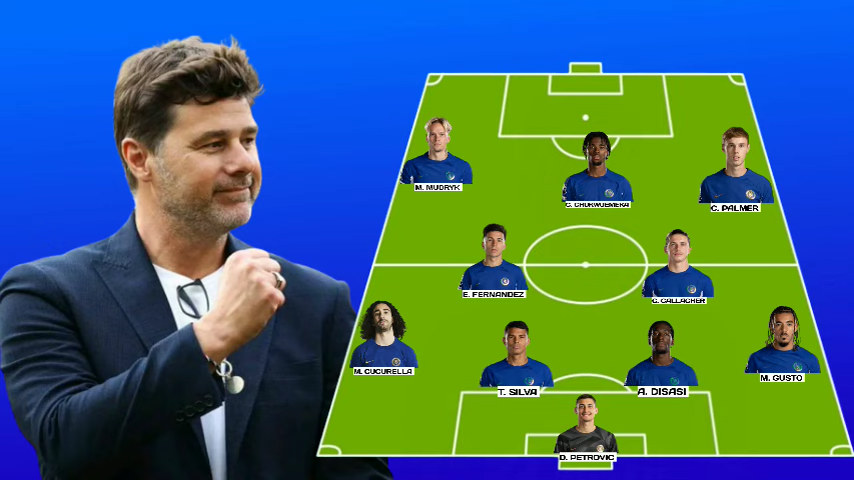 M. MUDRYK
C. CHUKWUEMEKA
C. PALMER
E. FERNANDEZ
C. GALLAGHER
M. CUCURELLA
T. SILVA
A. DISASI
M. GUSTO
D. PETROVIC